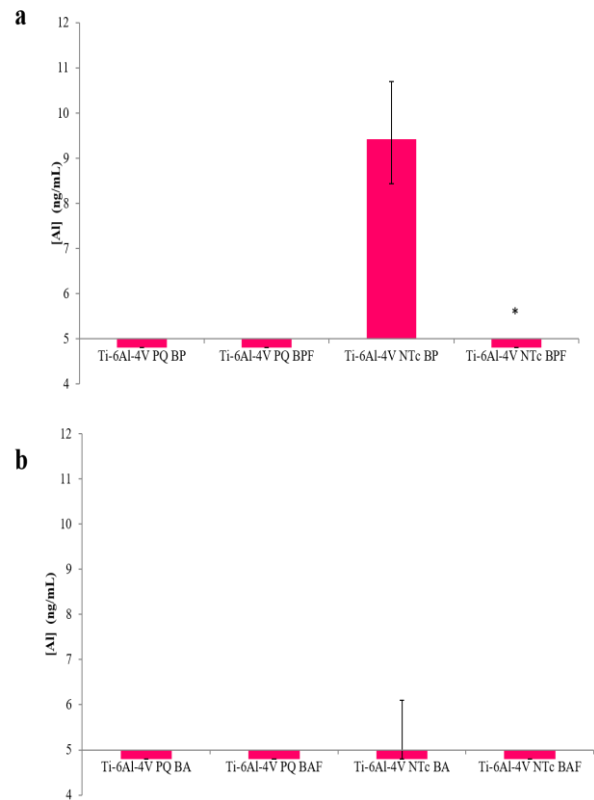 a
12
11
10
9
8
7
6
5
4
[Al] (ng/mL)
*
Ti-6Al-4V PQ BP
Ti-6Al-4V PQ BPF
Ti-6Al-4V NTc BP
Ti-6Al-4V NTc BPF
b
12
11
10
9
8
7
6
5
4
[Al] (ng/mL)
Ti-6Al-4V PQ BA
Ti-6Al-4V PQ BAF
Ti-6Al-4V NTc BA
Ti-6Al-4V NTc BAF